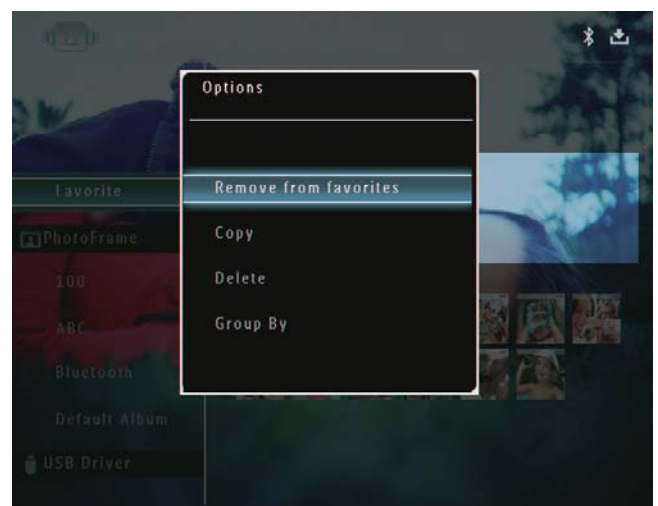 Options
Remove from favorites
Copy
Delete
Group By
Favorite
PhotoFrame
100
ABC
Bluetooth
Default Album
USB Driver